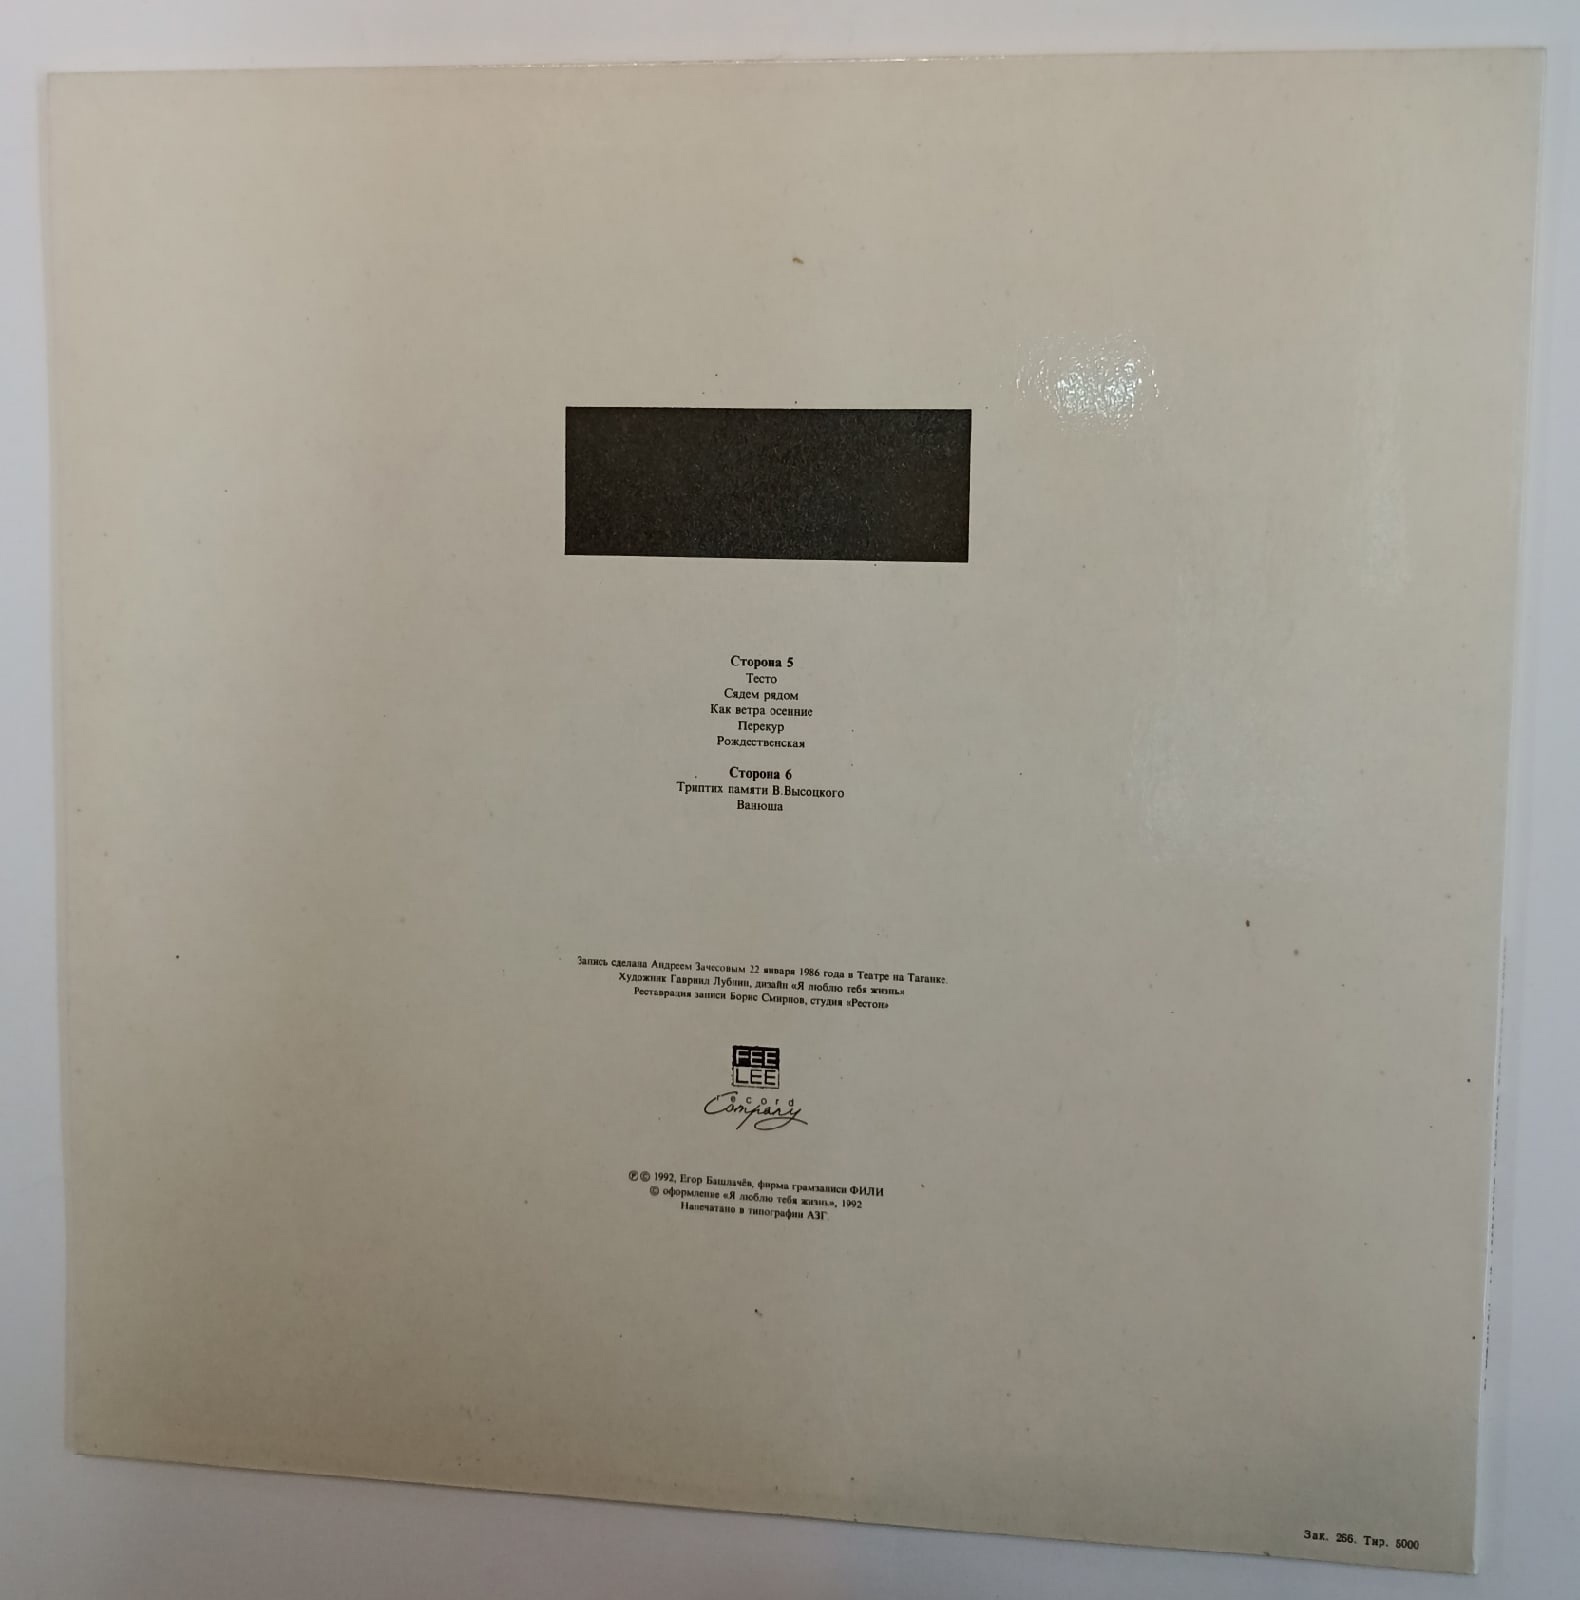 Сторона 5
Тесто
Сядем рядом
Как ветра осенние
Перекур
Рождественская
Сторона 6
Триптих памяти В.Высоцкого
Ванюша
Запись сделана Андреем Зачесовым 22 января 1986 года в Театре на Таганке.
Художник Гавриил Лубнин, дизайн «Я люблю тебя жизнь»
Реставрация записи Борис Смирнов, студия «Рестон»
FEE
LEE
record
Company
℗© 1992, Егор Башлачёв, фирма грамзаписи ФИЛИ
© оформление «Я люблю тебя жизнь», 1992
Напечатано в типографии АЗГ.
Зак. 266. Тир. 5000